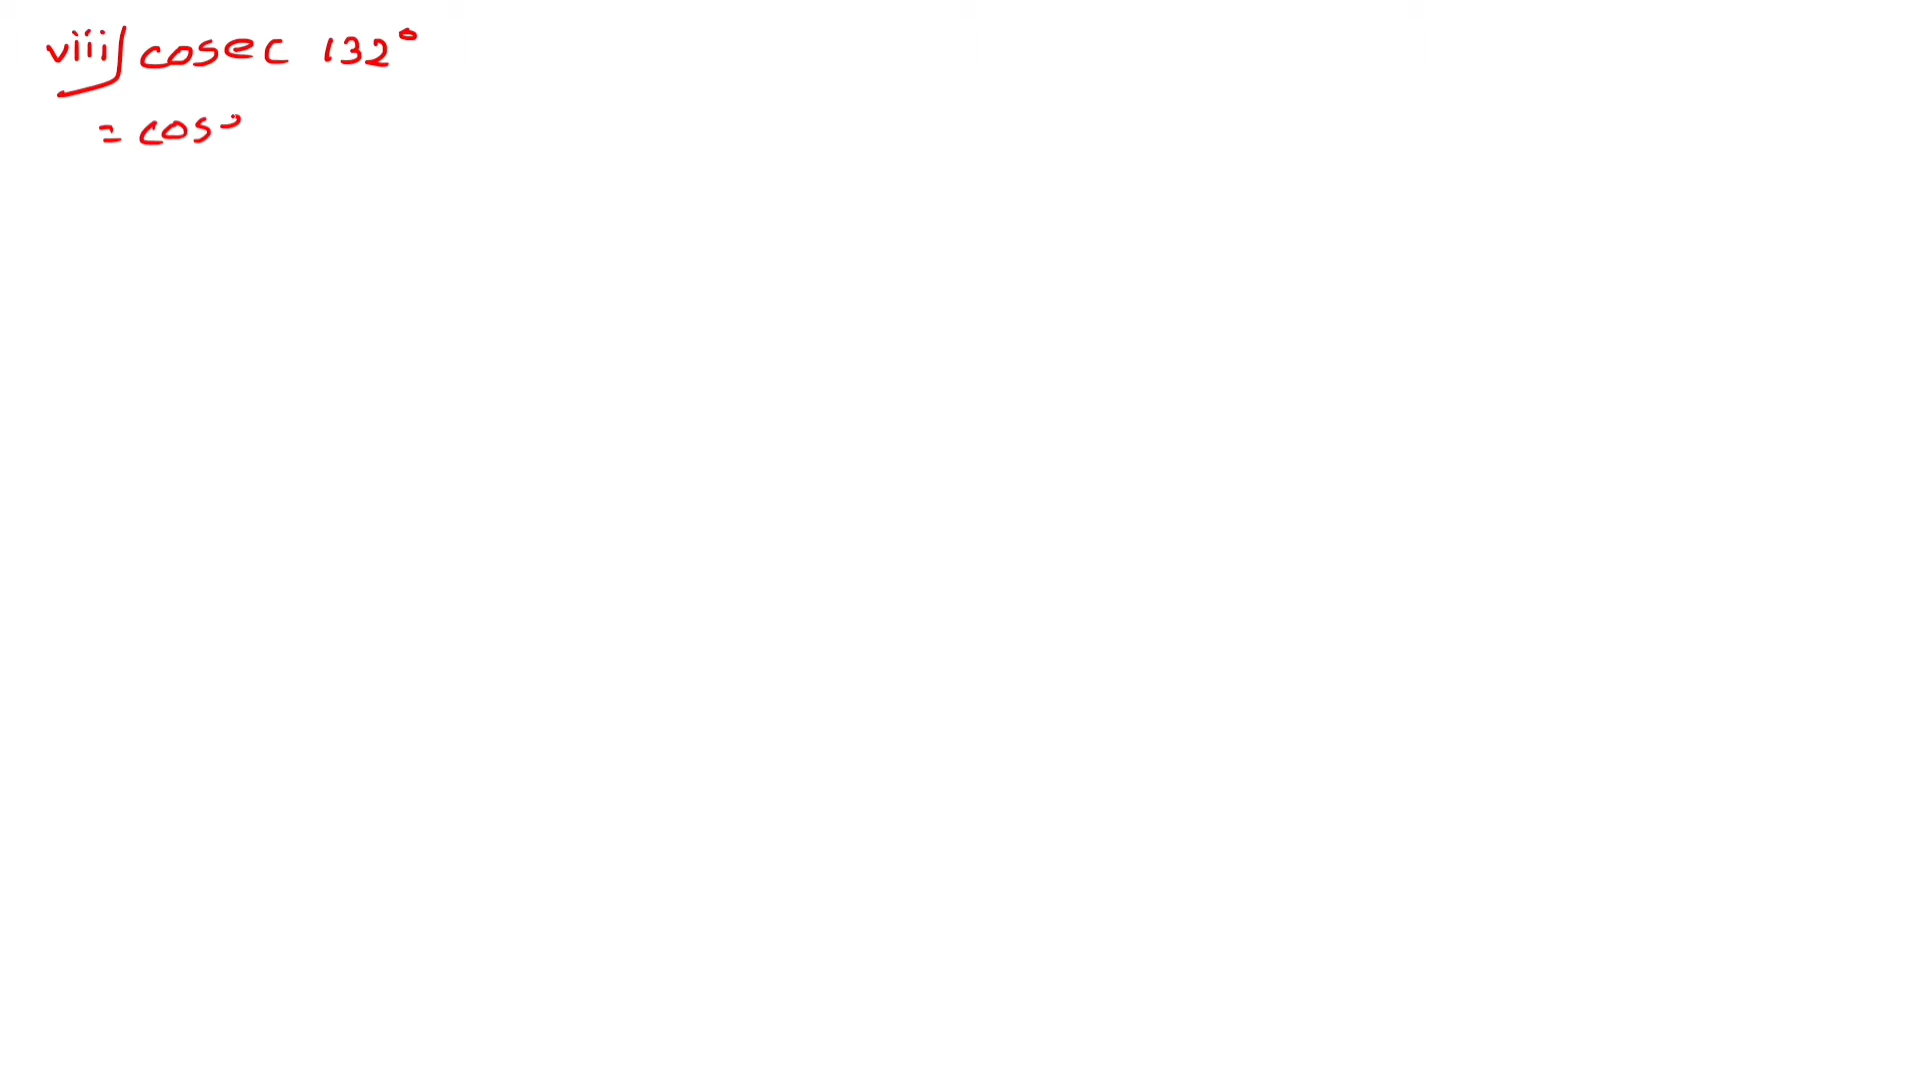 viii) cosec 132°
= cos